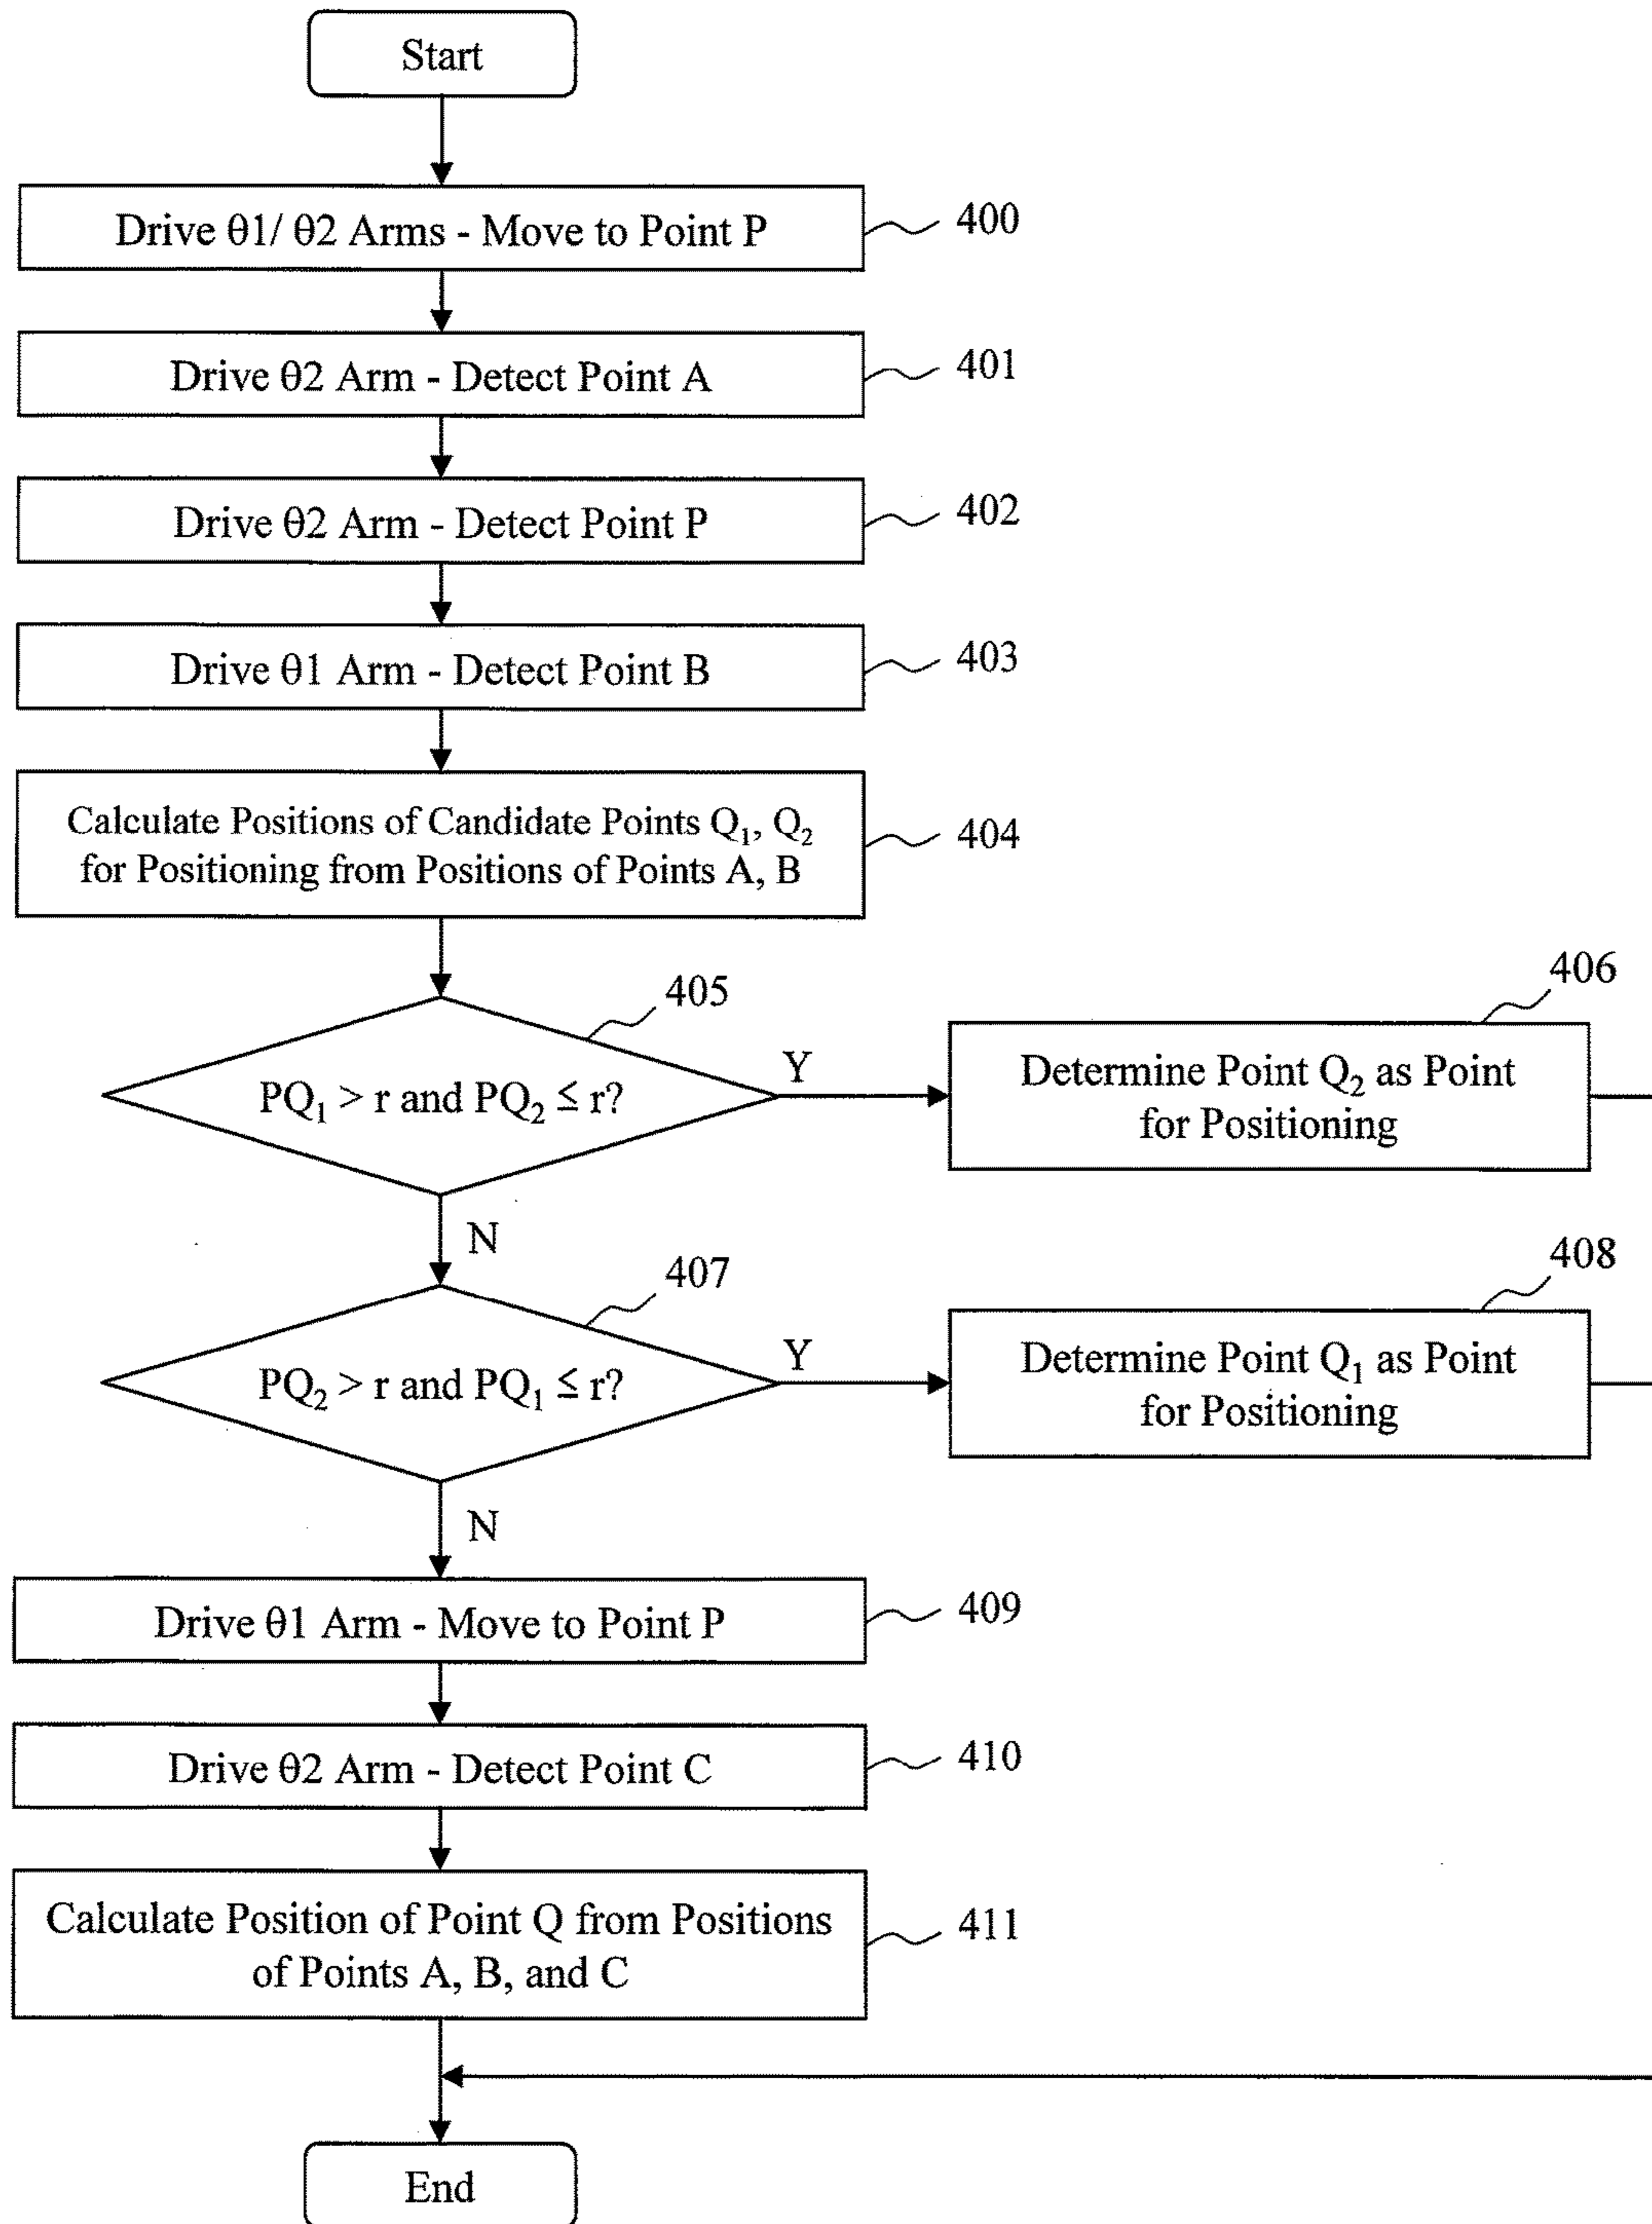 Start
Drive θ1/ θ2 Arms - Move to Point P
400
Drive θ2 Arm - Detect Point A
401
Drive θ2 Arm - Detect Point P
402
Drive θ1 Arm - Detect Point B
403
Calculate Positions of Candidate Points Q₁, Q₂
for Positioning from Positions of Points A, B
404
405
PQ₁ > r and PQ₂ ≦ r?
Y
406
Determine Point Q₂ as Point
for Positioning
N
407
PQ₂ > r and PQ₁ ≦ r?
Y
408
Determine Point Q₁ as Point
for Positioning
N
Drive θ1 Arm - Move to Point P
409
Drive θ2 Arm - Detect Point C
410
Calculate Position of Point Q from Positions
of Points A, B, and C
411
End